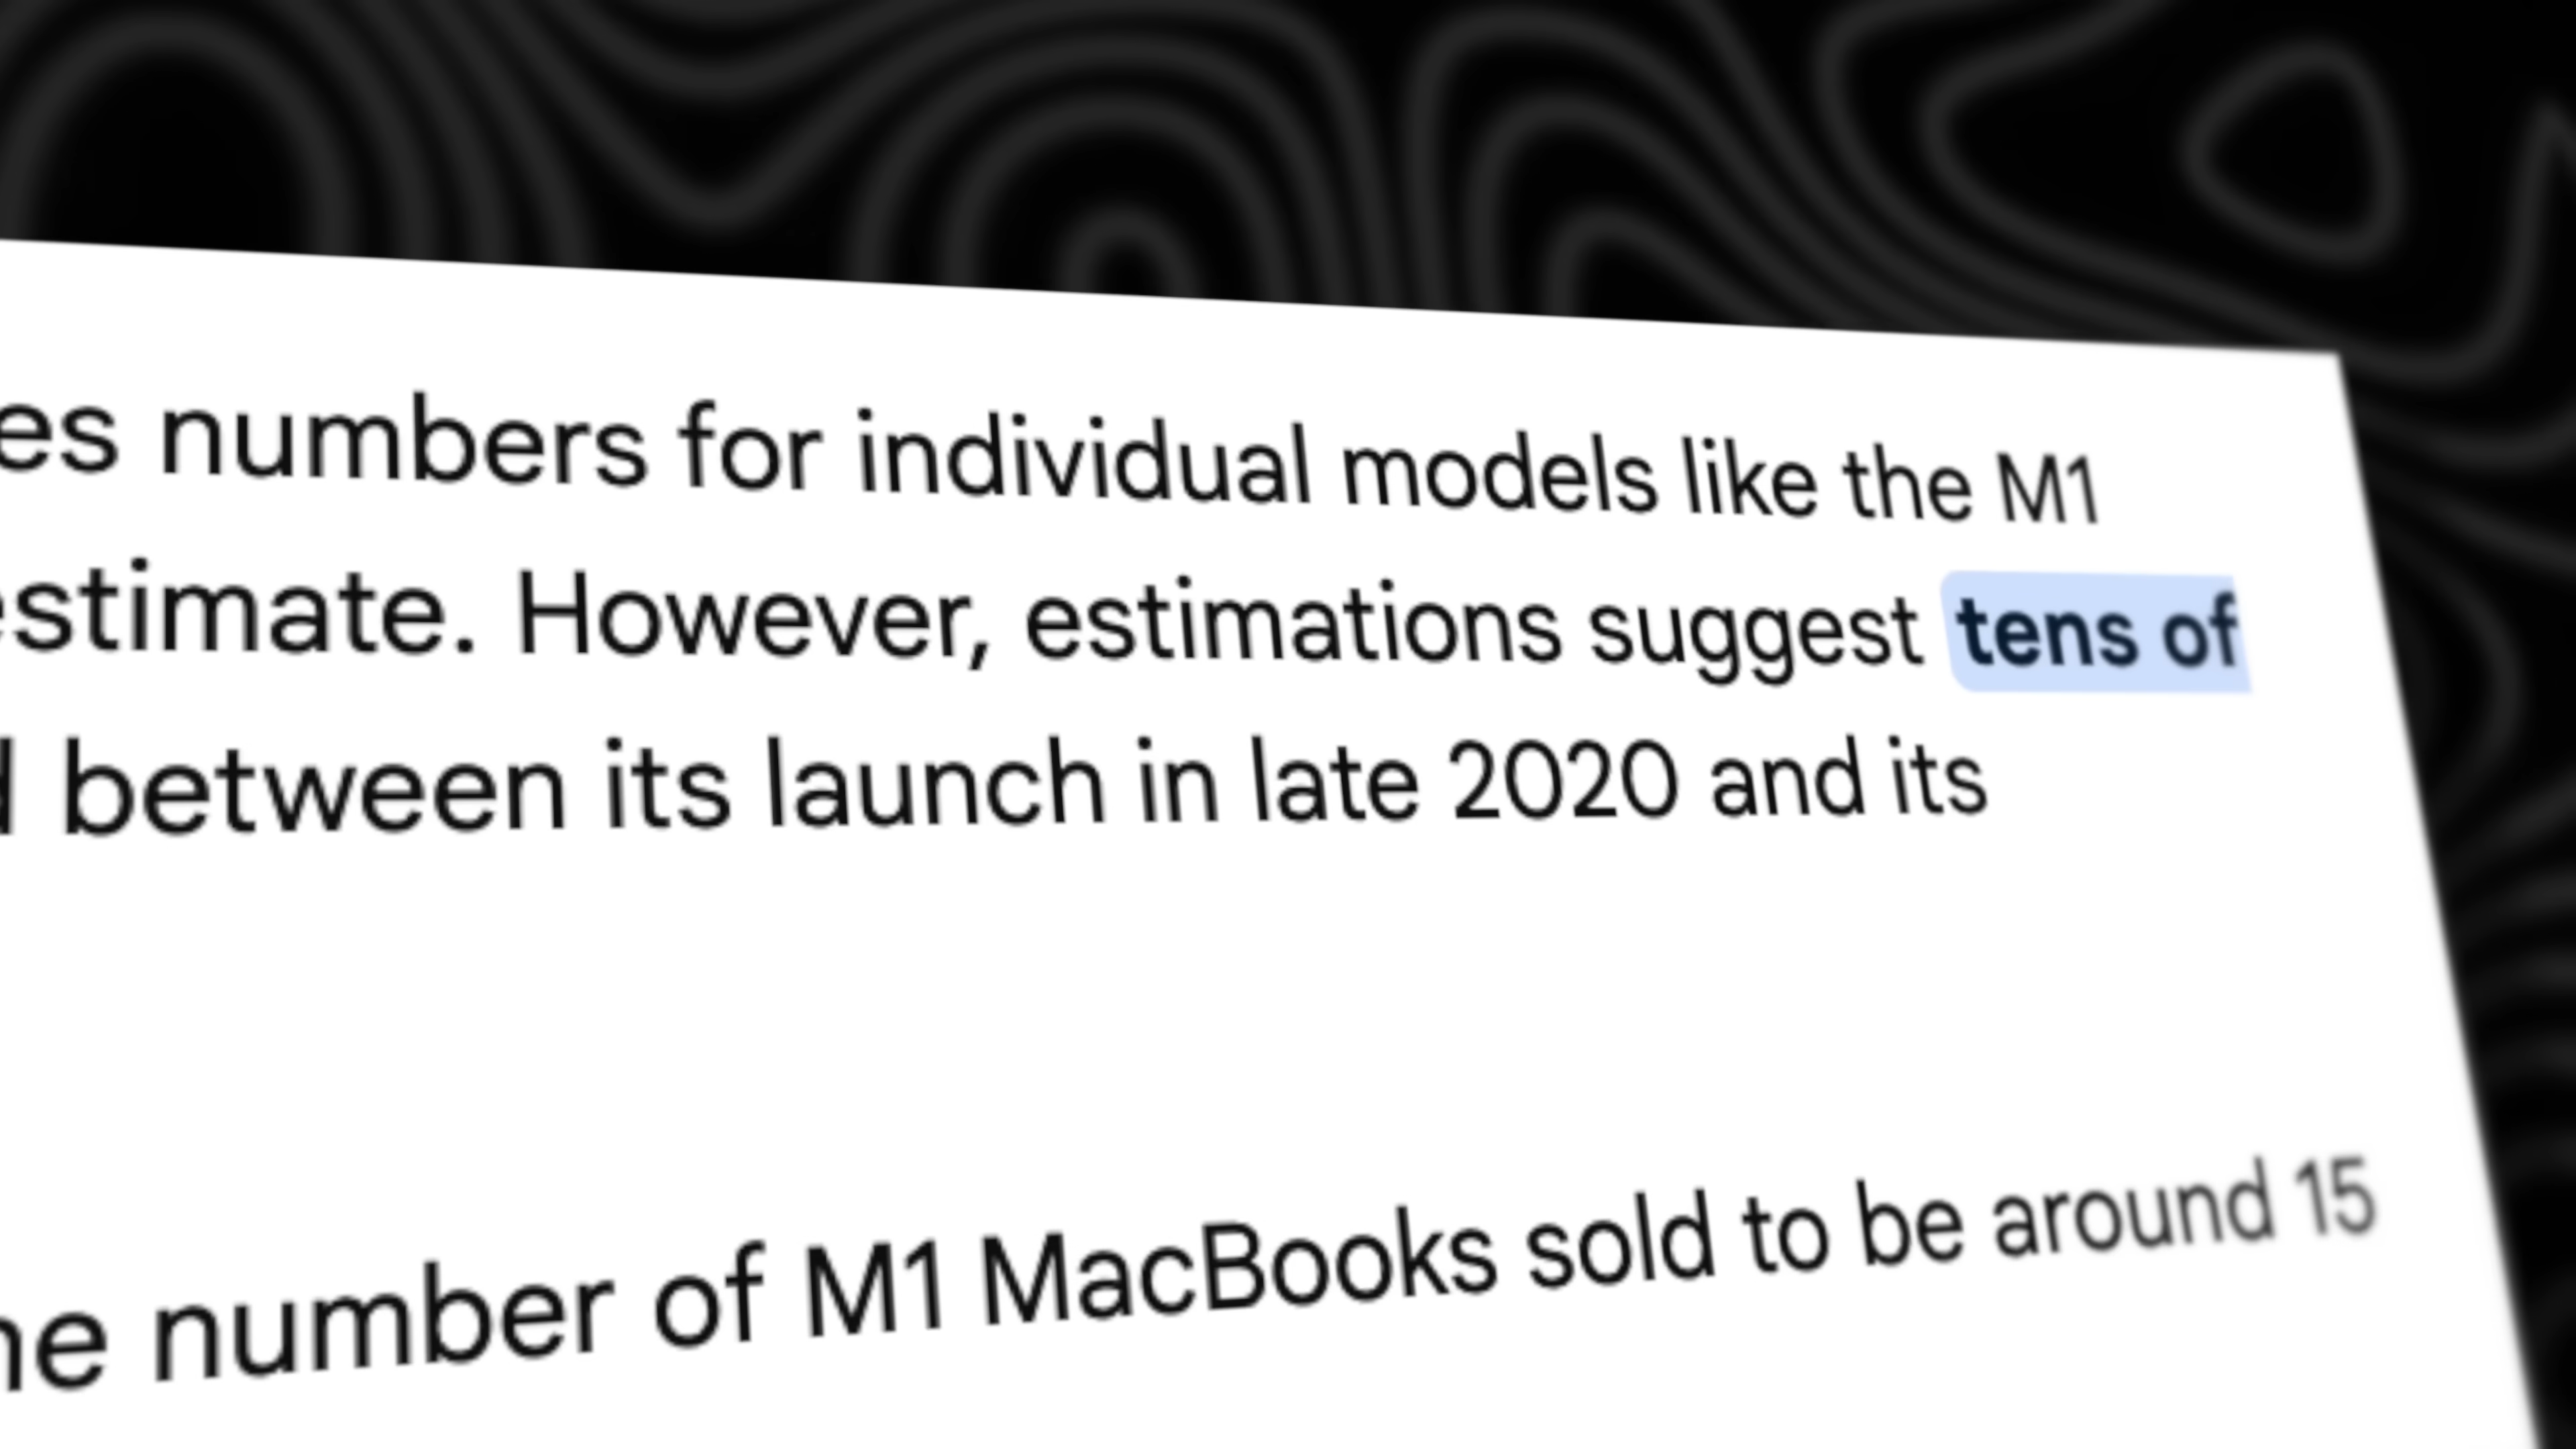 es numbers for individual models like the M1
estimate. However, estimations suggest tens of
d between its launch in late 2020 and its
he number of M1 MacBooks sold to be around 15